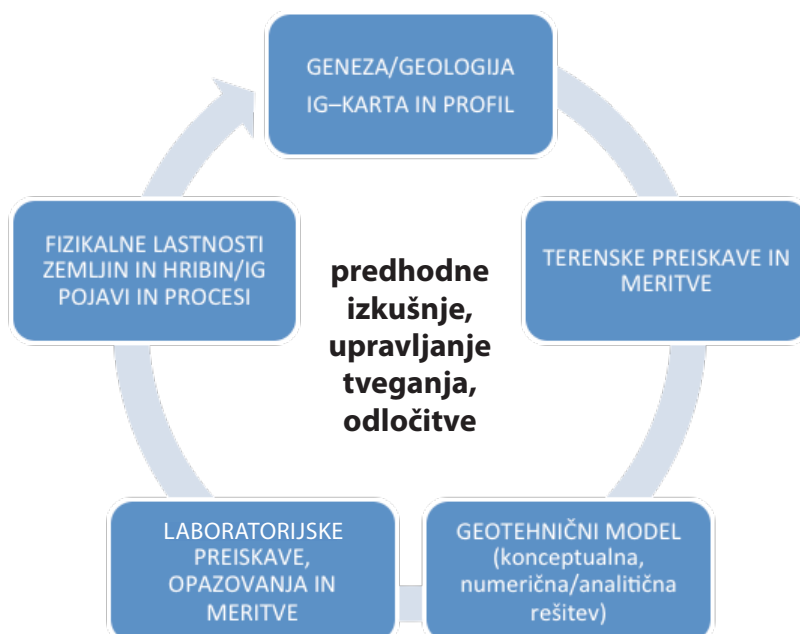 GENEZA/GEOLOGIJA
IG–KARTA IN PROFIL
TERENSKE PREISKAVE IN
MERITVE
GEOTEHNIČNI MODEL
(konceptualna,
numerična/analitična
rešitev)
LABORATORIJSKE
PREISKAVE,
OPAZOVANJA IN
MERITVE
FIZIKALNE LASTNOSTI
ZEMLJIN IN HRIBIN/IG
POJAVI IN PROCESI
predhodne
izkušnje,
upravljanje
tveganja,
odločitve